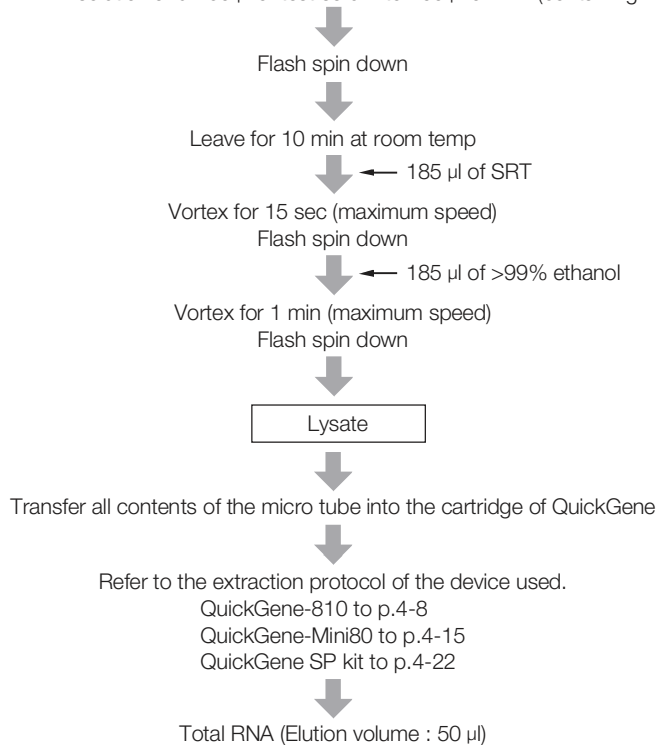 Flash spin down
Leave for 10 min at room temp
185 µl of SRT
Vortex for 15 sec (maximum speed)
Flash spin down
185 µl of >99% ethanol
Vortex for 1 min (maximum speed)
Flash spin down
Lysate
Transfer all contents of the micro tube into the cartridge of QuickGene
Refer to the extraction protocol of the device used.
QuickGene-810 to p.4-8
QuickGene-Mini80 to p.4-15
QuickGene SP kit to p.4-22
Total RNA (Elution volume : 50 µl)